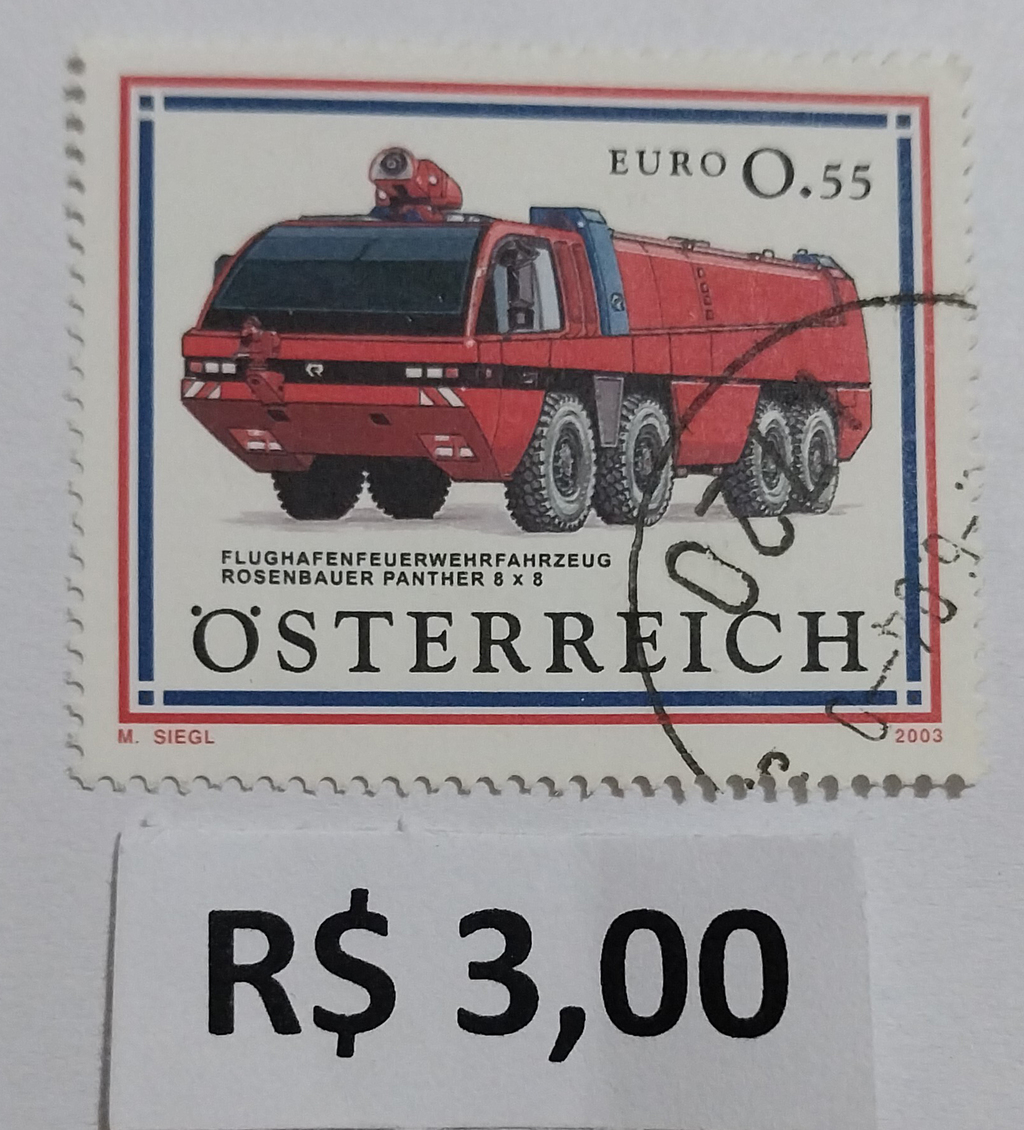 EURO 0.55
FLUGHAFENFEUERWEHRFAHRZEUG
ROSENBAUER PANTHER 8 x 8
ÖSTERREICH
M. SIEGL 2003
R$ 3,00